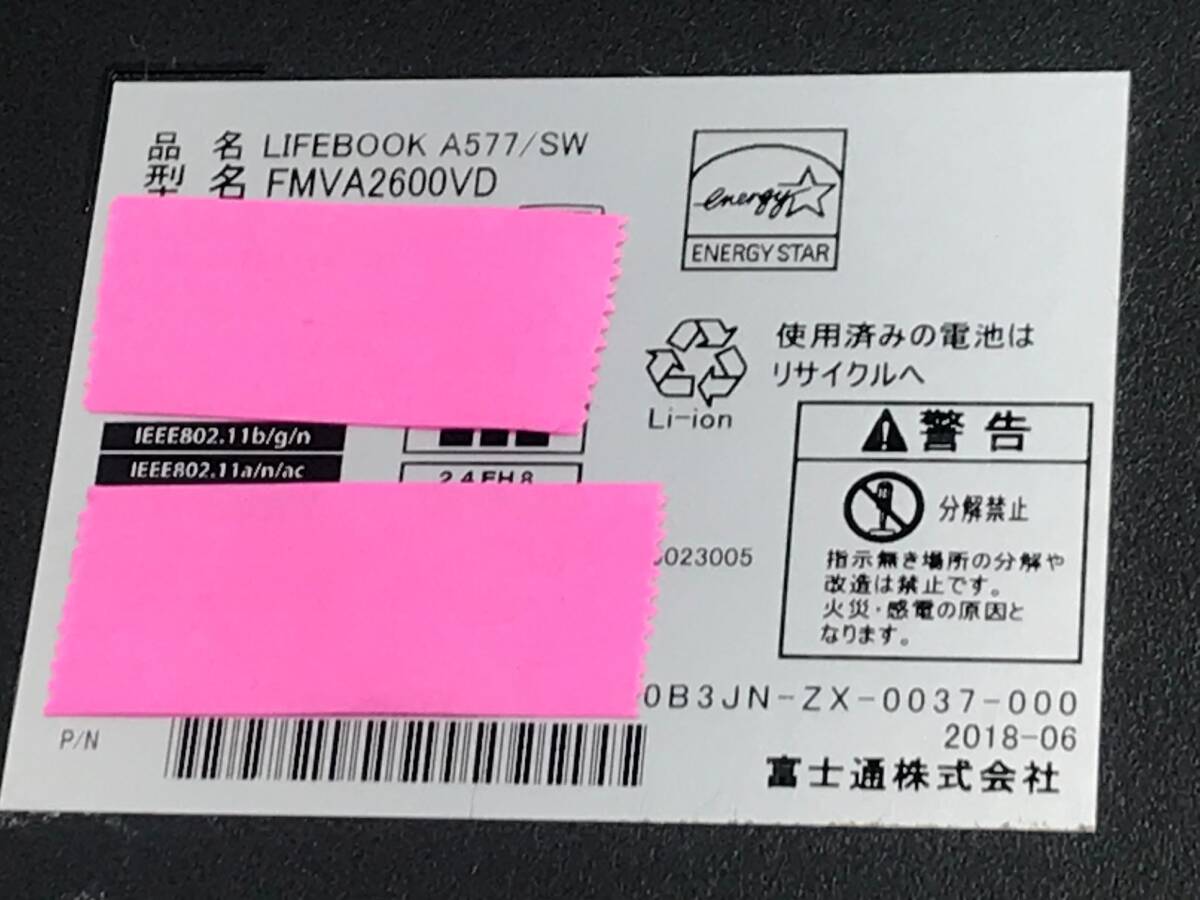 品 名 LIFEBOOK A577/SW
型 名 FMVA2600VD
energy
ENERGY STAR
使用済みの電池は
リサイクルへ
Li-ion
警告
IEEE802.11b/g/n
IEEE802.11a/n/ac
2.4FH8
分解禁止
指示無き場所の分解や
改造は禁止です。
火災・感電の原因と
なります。
023005
0B3JN-ZX-0037-000
2018-06
P/N
富士通株式会社